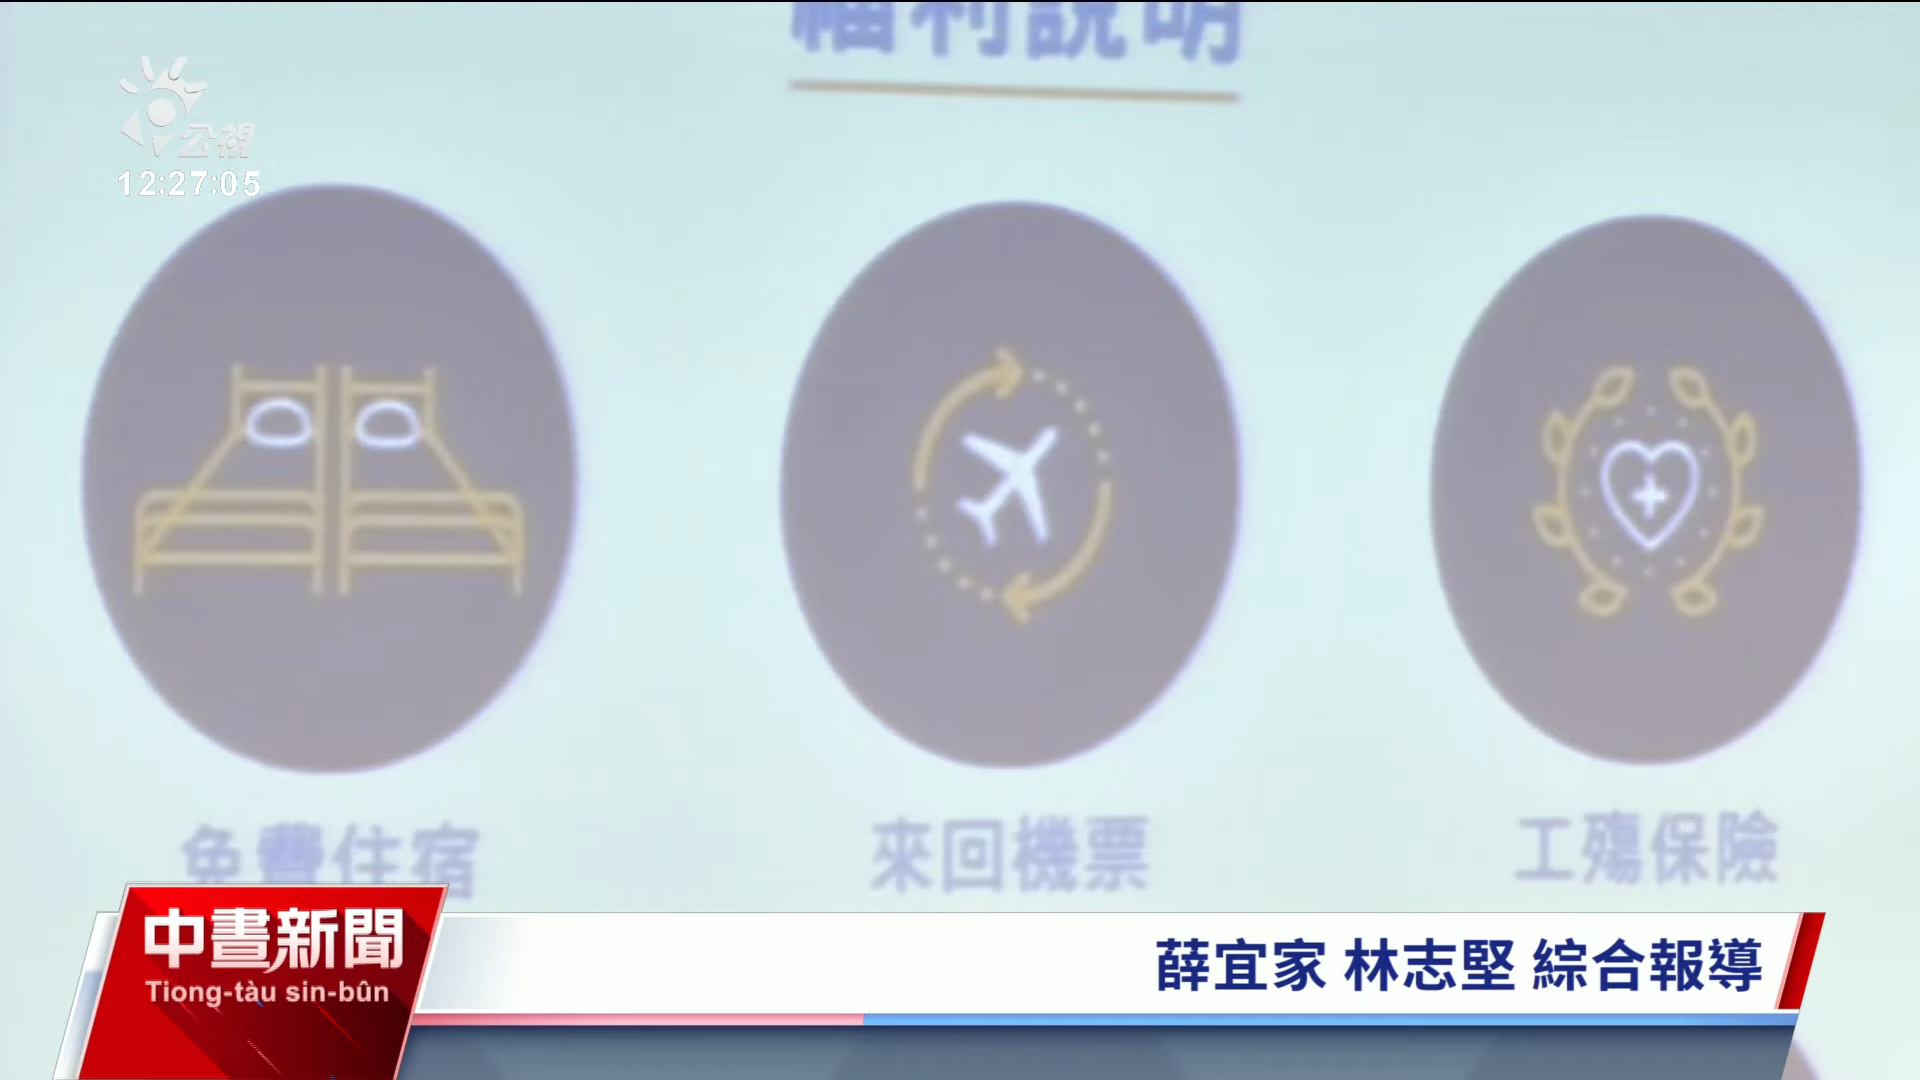 福利說明
公視
12:27:05
免費住宿
來回機票
工殤保險
中晝新聞
Tiong-tàu sin-bûn
薛宜家 林志堅 綜合報導